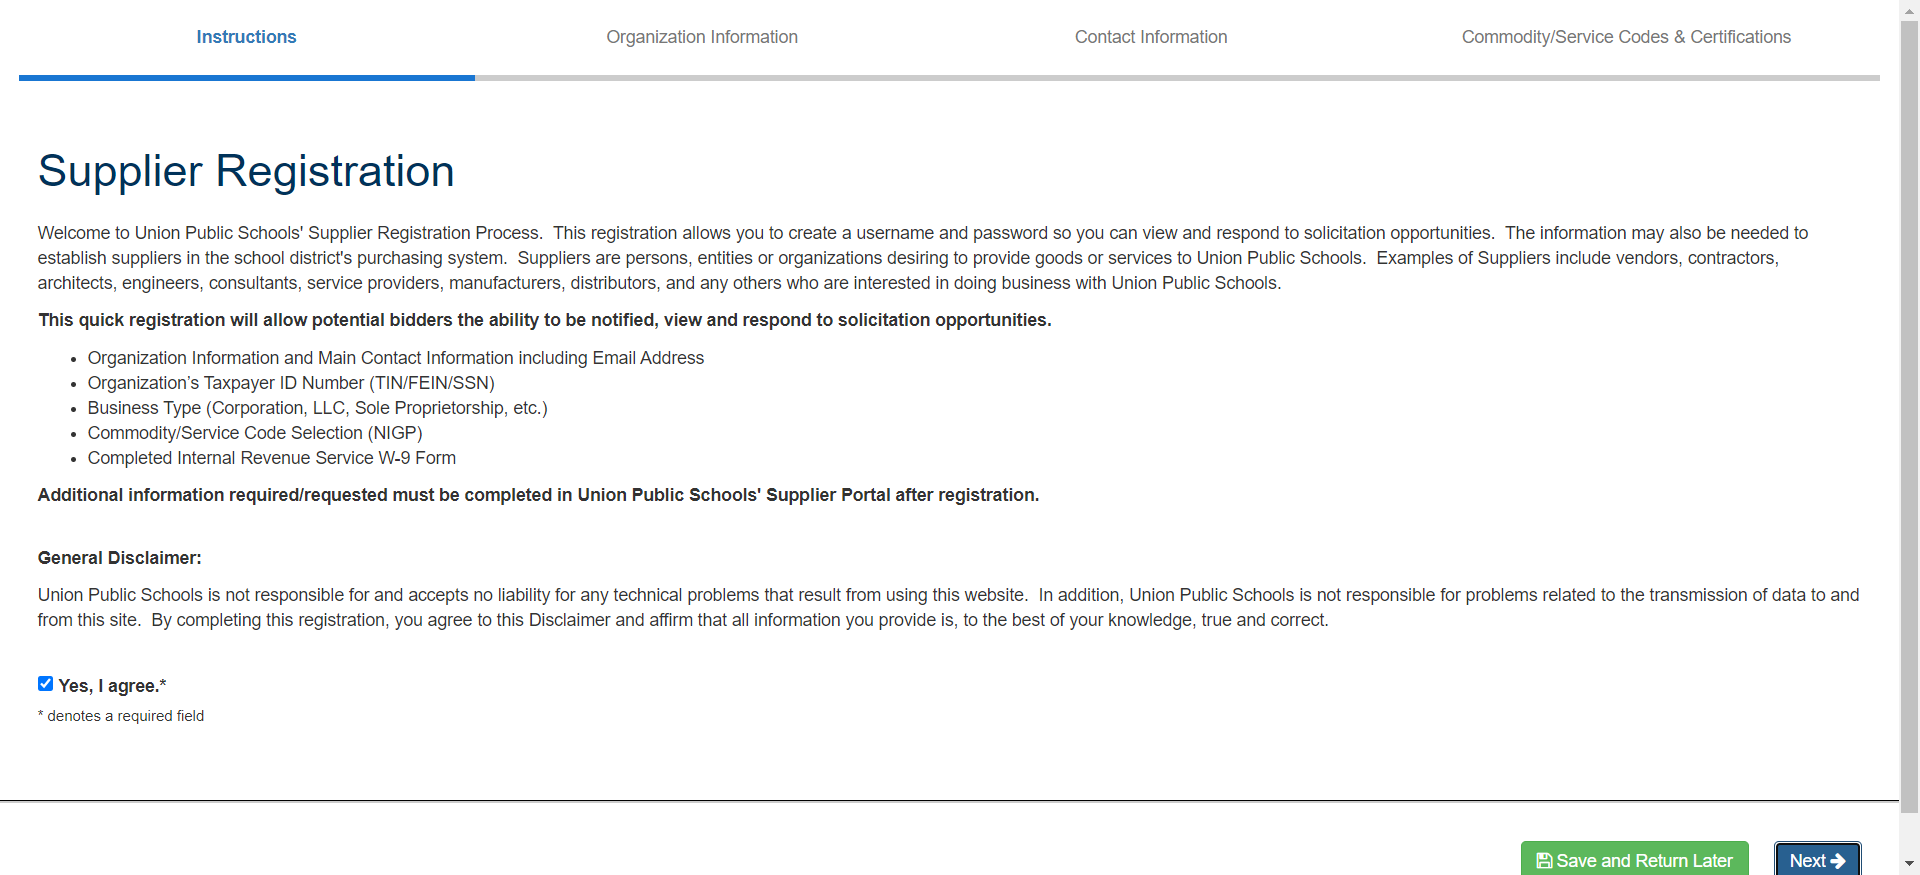 Instructions
Organization Information
Contact Information
Commodity/Service Codes & Certifications
Supplier Registration
Welcome to Union Public Schools' Supplier Registration Process.  This registration allows you to create a username and password so you can view and respond to solicitation opportunities.  The information may also be needed to
establish suppliers in the school district's purchasing system.  Suppliers are persons, entities or organizations desiring to provide goods or services to Union Public Schools.  Examples of Suppliers include vendors, contractors,
architects, engineers, consultants, service providers, manufacturers, distributors, and any others who are interested in doing business with Union Public Schools.
This quick registration will allow potential bidders the ability to be notified, view and respond to solicitation opportunities.
• Organization Information and Main Contact Information including Email Address
• Organization’s Taxpayer ID Number (TIN/FEIN/SSN)
• Business Type (Corporation, LLC, Sole Proprietorship, etc.)
• Commodity/Service Code Selection (NIGP)
• Completed Internal Revenue Service W-9 Form
Additional information required/requested must be completed in Union Public Schools' Supplier Portal after registration.
General Disclaimer:
Union Public Schools is not responsible for and accepts no liability for any technical problems that result from using this website.  In addition, Union Public Schools is not responsible for problems related to the transmission of data to and
from this site.  By completing this registration, you agree to this Disclaimer and affirm that all information you provide is, to the best of your knowledge, true and correct.
Yes, I agree.*
* denotes a required field
Save and Return Later
Next